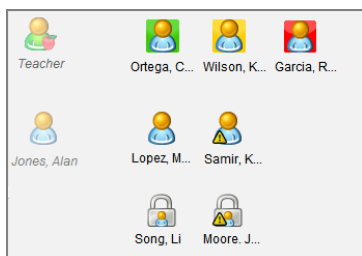 Teacher
Ortega, C... Wilson, K... Garcia, R...
Jones, Alan
Lopez, M... Samir, K...
Song, Li Moore. J...